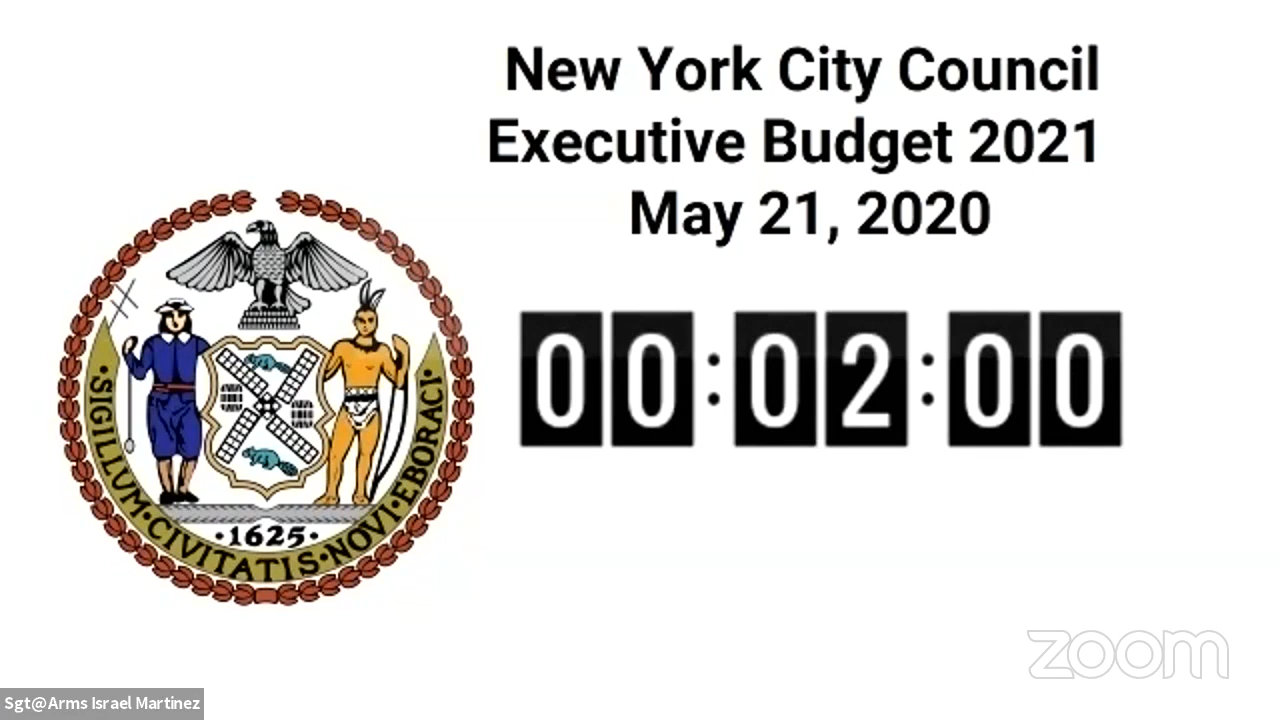 New York City Council
Executive Budget 2021
May 21, 2020
00:02:00
•SIGILLUM•CIVITATIS•NOVI•EBORACI•
•1625•
zoom
Sgt@Arms Israel Martinez